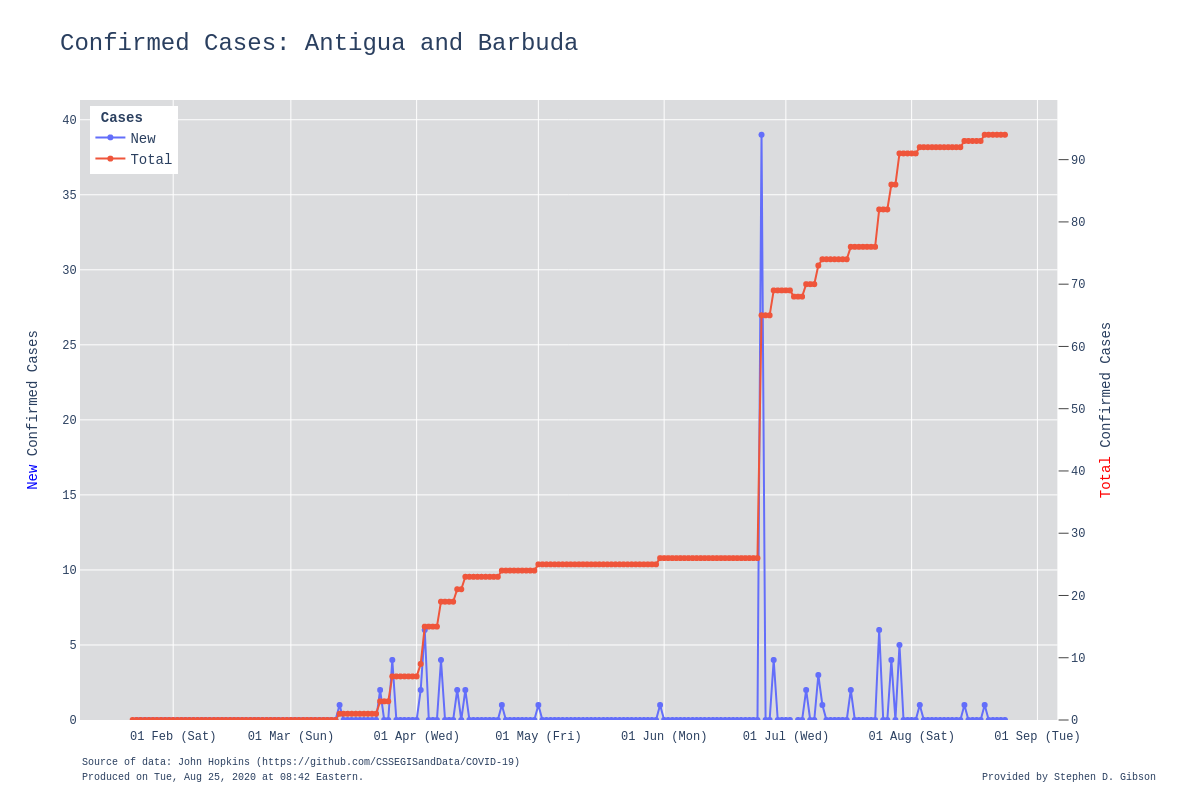 Confirmed Cases: Antigua and Barbuda
Cases
New
Total
40
35
30
25
20
15
10
5
0
New Confirmed Cases
90
80
70
60
50
40
30
20
10
0
Total Confirmed Cases
01 Feb (Sat) 01 Mar (Sun) 01 Apr (Wed) 01 May (Fri) 01 Jun (Mon) 01 Jul (Wed) 01 Aug (Sat) 01 Sep (Tue)
Source of data: John Hopkins (https://github.com/CSSEGISandData/COVID-19)
Produced on Tue, Aug 25, 2020 at 08:42 Eastern.
Provided by Stephen D. Gibson